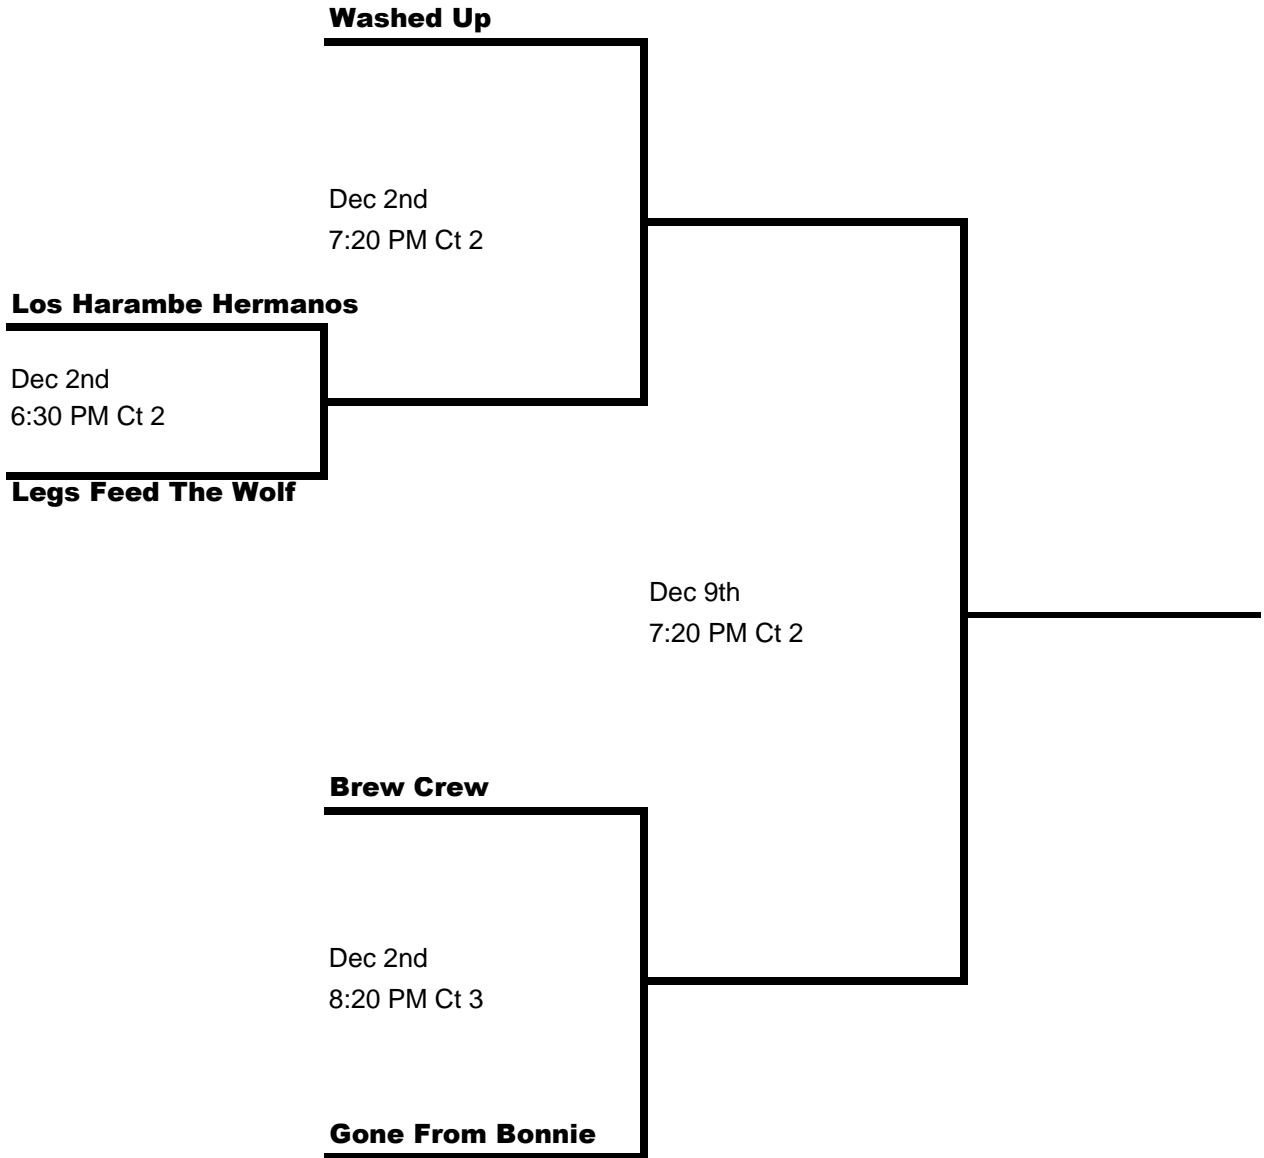 Washed Up
Dec 2nd
7:20 PM Ct 2
Los Harambe Hermanos
Dec 2nd
6:30 PM Ct 2
Legs Feed The Wolf
Dec 9th
7:20 PM Ct 2
Brew Crew
Dec 2nd
8:20 PM Ct 3
Gone From Bonnie